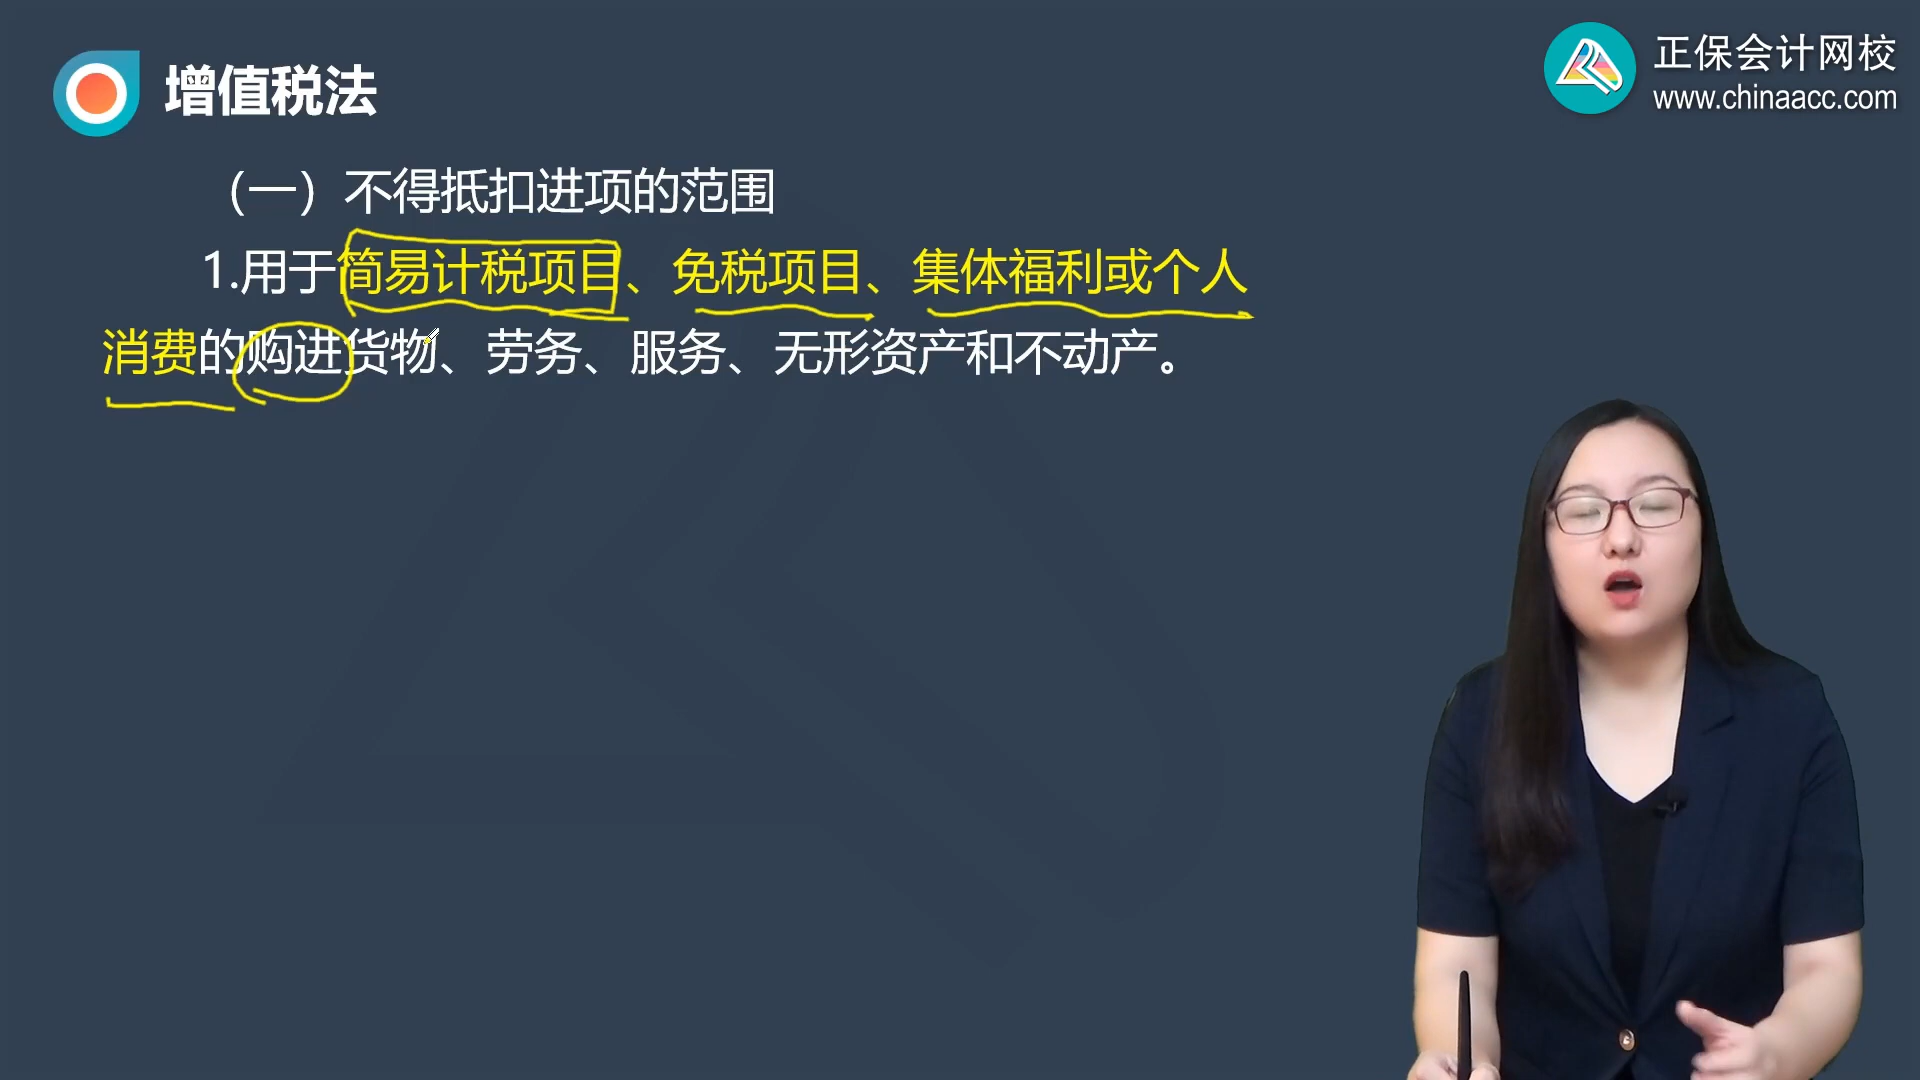 增值税法
正保会计网校
www.chinaacc.com
（一）不得抵扣进项的范围
1.用于简易计税项目、免税项目、集体福利或个人
消费的购进货物、劳务、服务、无形资产和不动产。